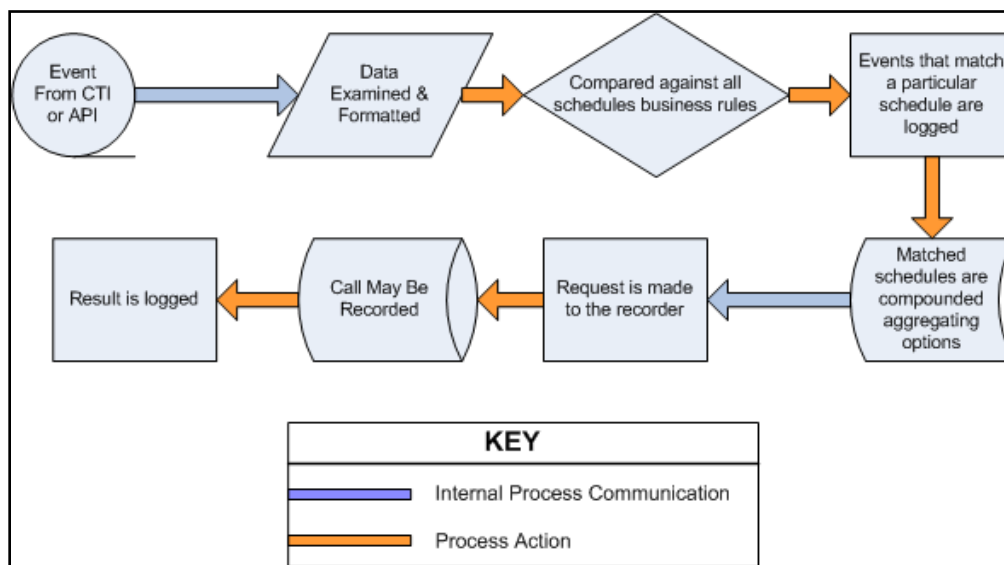 Event
From CTI
or API
Data
Examined &
Formatted
Compared against all
schedules business rules
Events that match
a particular
schedule are
logged
Result is logged
Call May Be
Recorded
Request is made
to the recorder
Matched
schedules are
compounded
aggregating
options
KEY
Internal Process Communication
Process Action